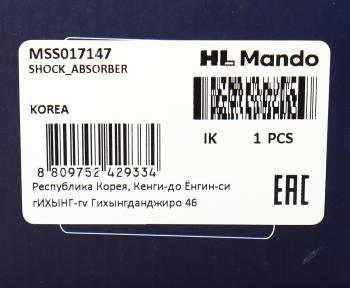 MSS017147
HL Mando
SHOCK_ABSORBER
KOREA
IK 1 PCS
8 809752 429334
Республика Корея, Кенги-до Ёнгин-си
гИХЫНГ-rv Гихынгданджиро 46
EAC